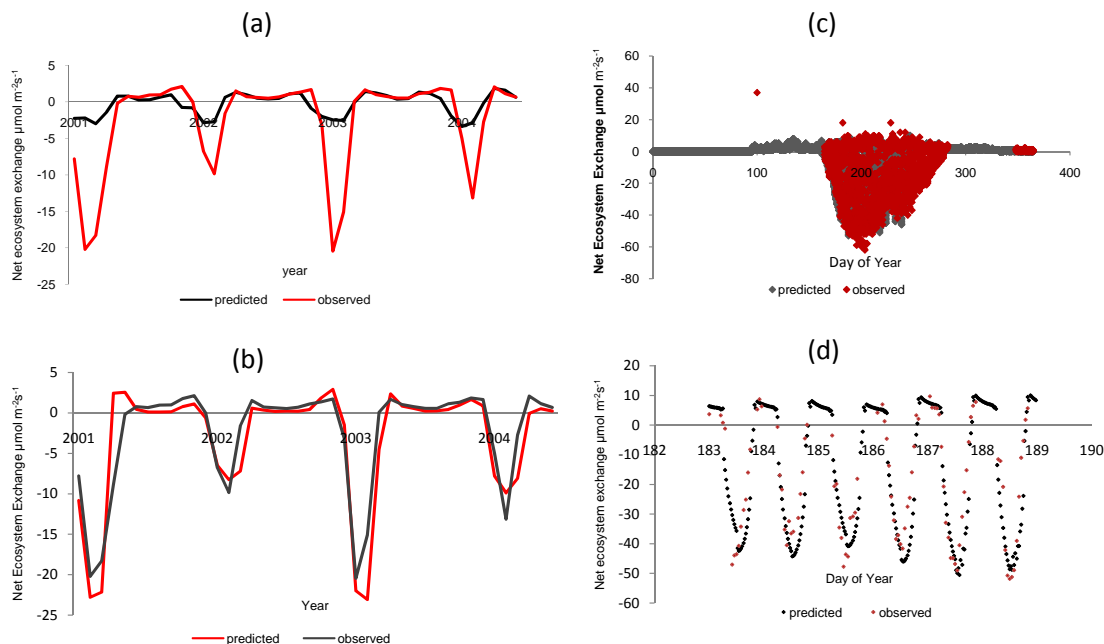 (a)
Net ecosystem exchange µmol m⁻²s⁻¹
5
0
-5
-10
-15
-20
-25
2001
2002
2003
2004
year
predicted
observed
(b)
Net Ecosystem Exchange µmol m⁻²s⁻¹
5
0
-5
-10
-15
-20
-25
2001
2002
2003
2004
Year
predicted
observed
(c)
Net Ecosystem Exchange µmol m⁻²s⁻¹
60
40
20
0
-20
-40
-60
-80
0
100
200
300
400
Day of Year
predicted
observed
(d)
Net ecosystem exchange µmol m⁻²s⁻¹
20
10
0
-10
-20
-30
-40
-50
-60
182
183
184
185
186
187
188
189
190
Day of Year
predicted
observed